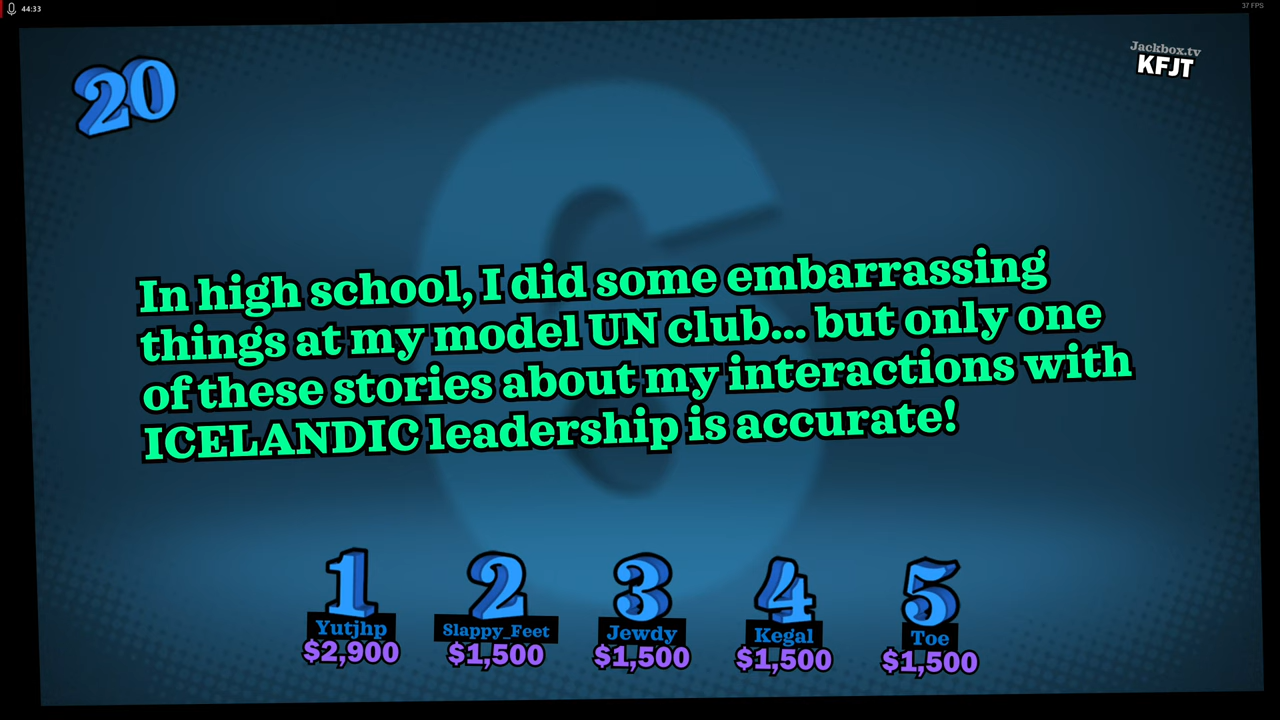 44:33
37 FPS
20
Jackbox.tv
KFJT
6
In high school, I did some embarrassing
things at my model UN club... but only one
of these stories about my interactions with
ICELANDIC leadership is accurate!
1 2 3 4 5
Yutjhp Slappy_Feet Jewdy Kegal Toe
$2,900 $1,500 $1,500 $1,500 $1,500